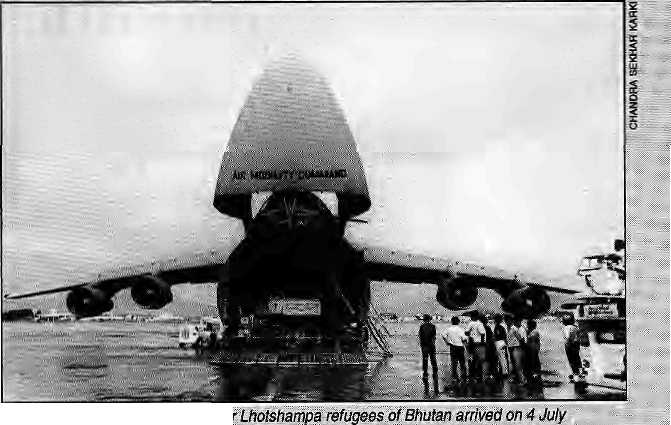 CHANDRA SEKHAR KARKI
AIR MOBILITY COMMAND
r Lhotshampa refugees of Bhutan arrived on 4 July